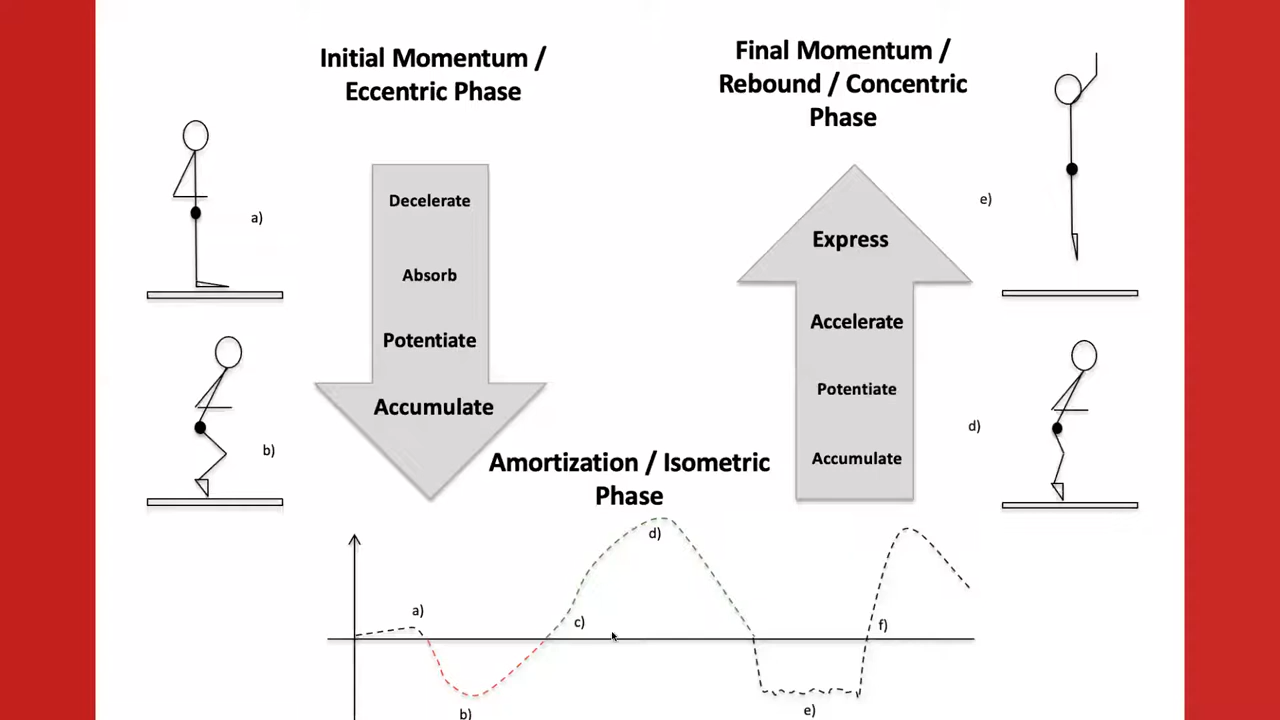 Initial Momentum /
Eccentric Phase
Final Momentum /
Rebound / Concentric
Phase
a)
Decelerate
Absorb
Potentiate
Accumulate
b)
e)
Express
Accelerate
Potentiate
Accumulate
d)
Amortization / Isometric
Phase
a)
b)
c)
d)
e)
f)